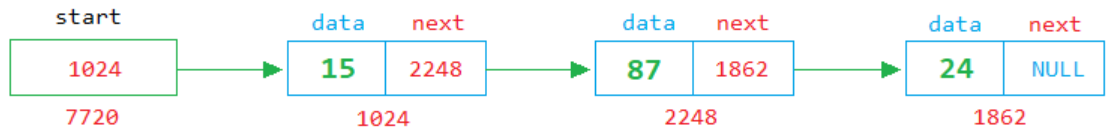 start
data next data next data next
1024 15 2248 87 1862 24 NULL
7720 1024 2248 1862